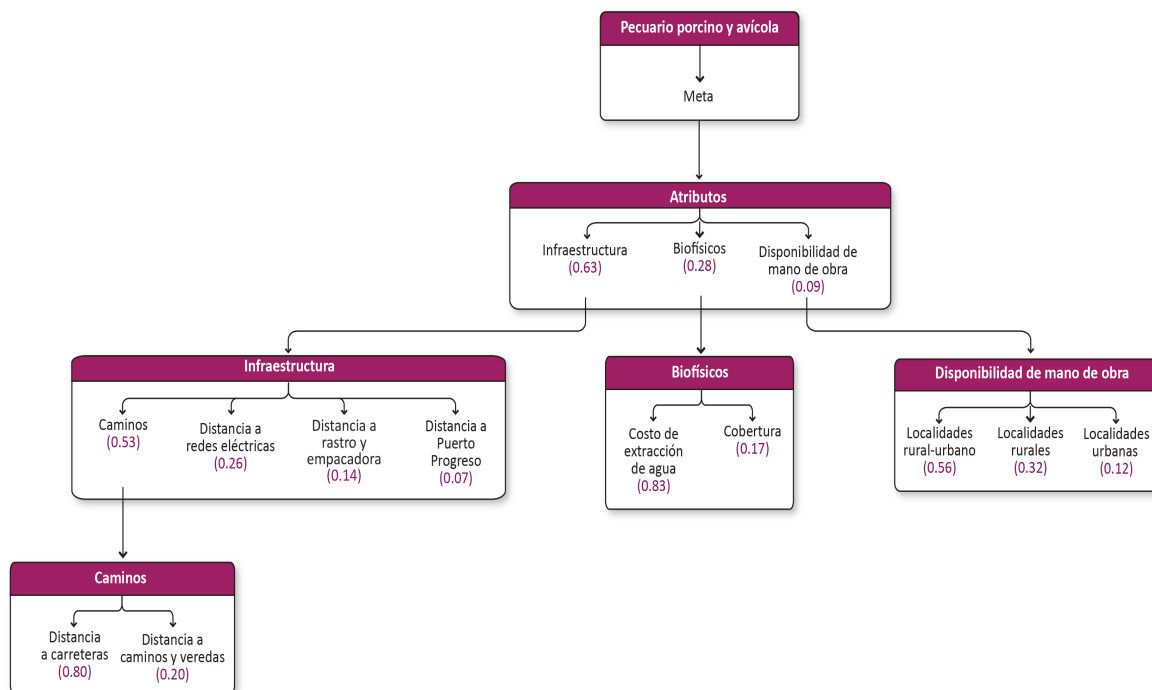 Pecuario porcino y avícola
Meta
Atributos
Infraestructura
(0.63)
Biofísicos
(0.28)
Disponibilidad de
mano de obra
(0.09)
Infraestructura
Caminos
(0.53)
Distancia a
redes eléctricas
(0.26)
Distancia a
rastro y
empacadora
(0.14)
Distancia a
Puerto
Progreso
(0.07)
Biofísicos
Costo de
extracción
de agua
(0.83)
Cobertura
(0.17)
Disponibilidad de mano de obra
Localidades
rural-urbano
(0.56)
Localidades
rurales
(0.32)
Localidades
urbanas
(0.12)
Caminos
Distancia
a carreteras
(0.80)
Distancia a
caminos y veredas
(0.20)